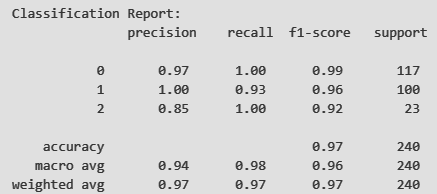 Classification Report:
precision recall f1-score support
0 0.97 1.00 0.99 117
1 1.00 0.93 0.96 100
2 0.85 1.00 0.92 23
accuracy 0.97 240
macro avg 0.94 0.98 0.96 240
weighted avg 0.97 0.97 0.97 240